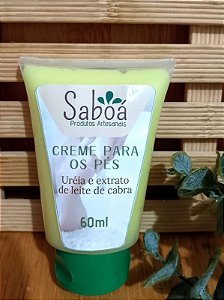 Saboá
Produtos Artesanais
CREME PARA
OS PÉS
Uréia e extrato
de leite de cabra
60ml